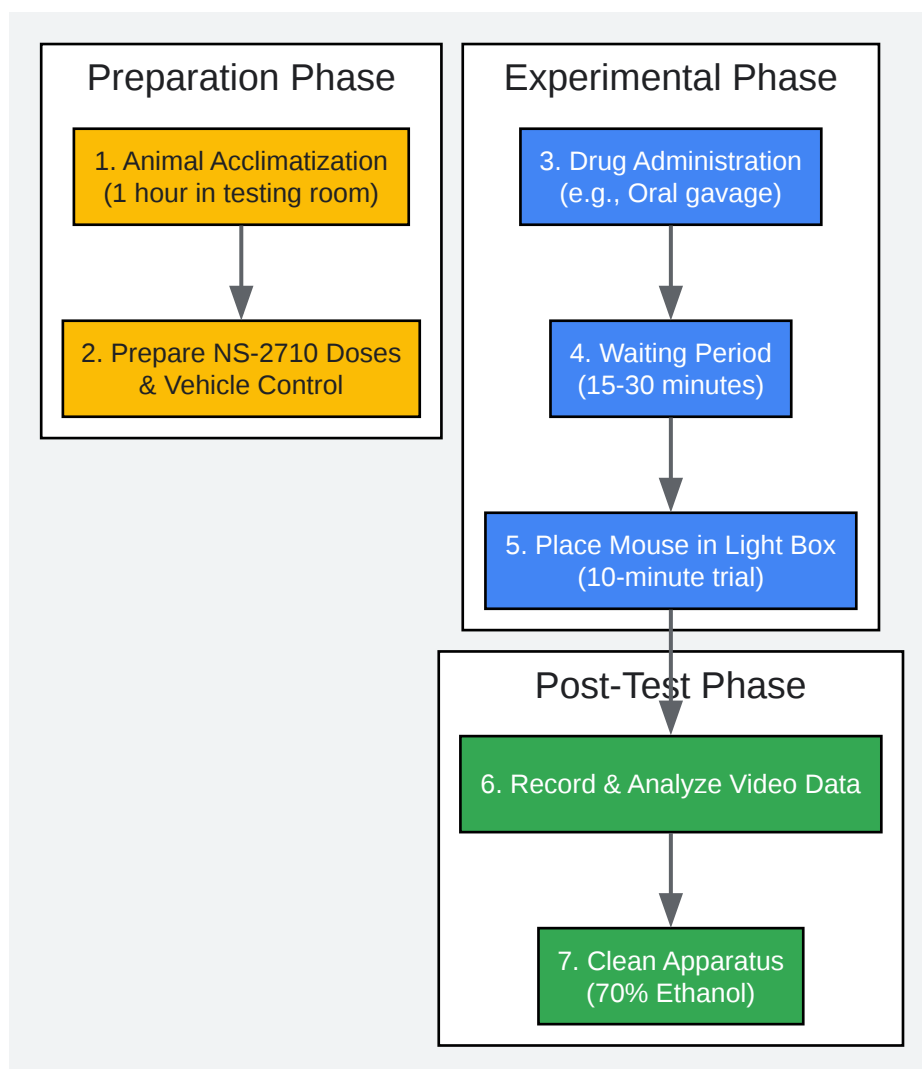 Preparation Phase
1. Animal Acclimatization
(1 hour in testing room)
2. Prepare NS-2710 Doses
& Vehicle Control
Experimental Phase
3. Drug Administration
(e.g., Oral gavage)
4. Waiting Period
(15-30 minutes)
5. Place Mouse in Light Box
(10-minute trial)
Post-Test Phase
6. Record & Analyze Video Data
7. Clean Apparatus
(70% Ethanol)